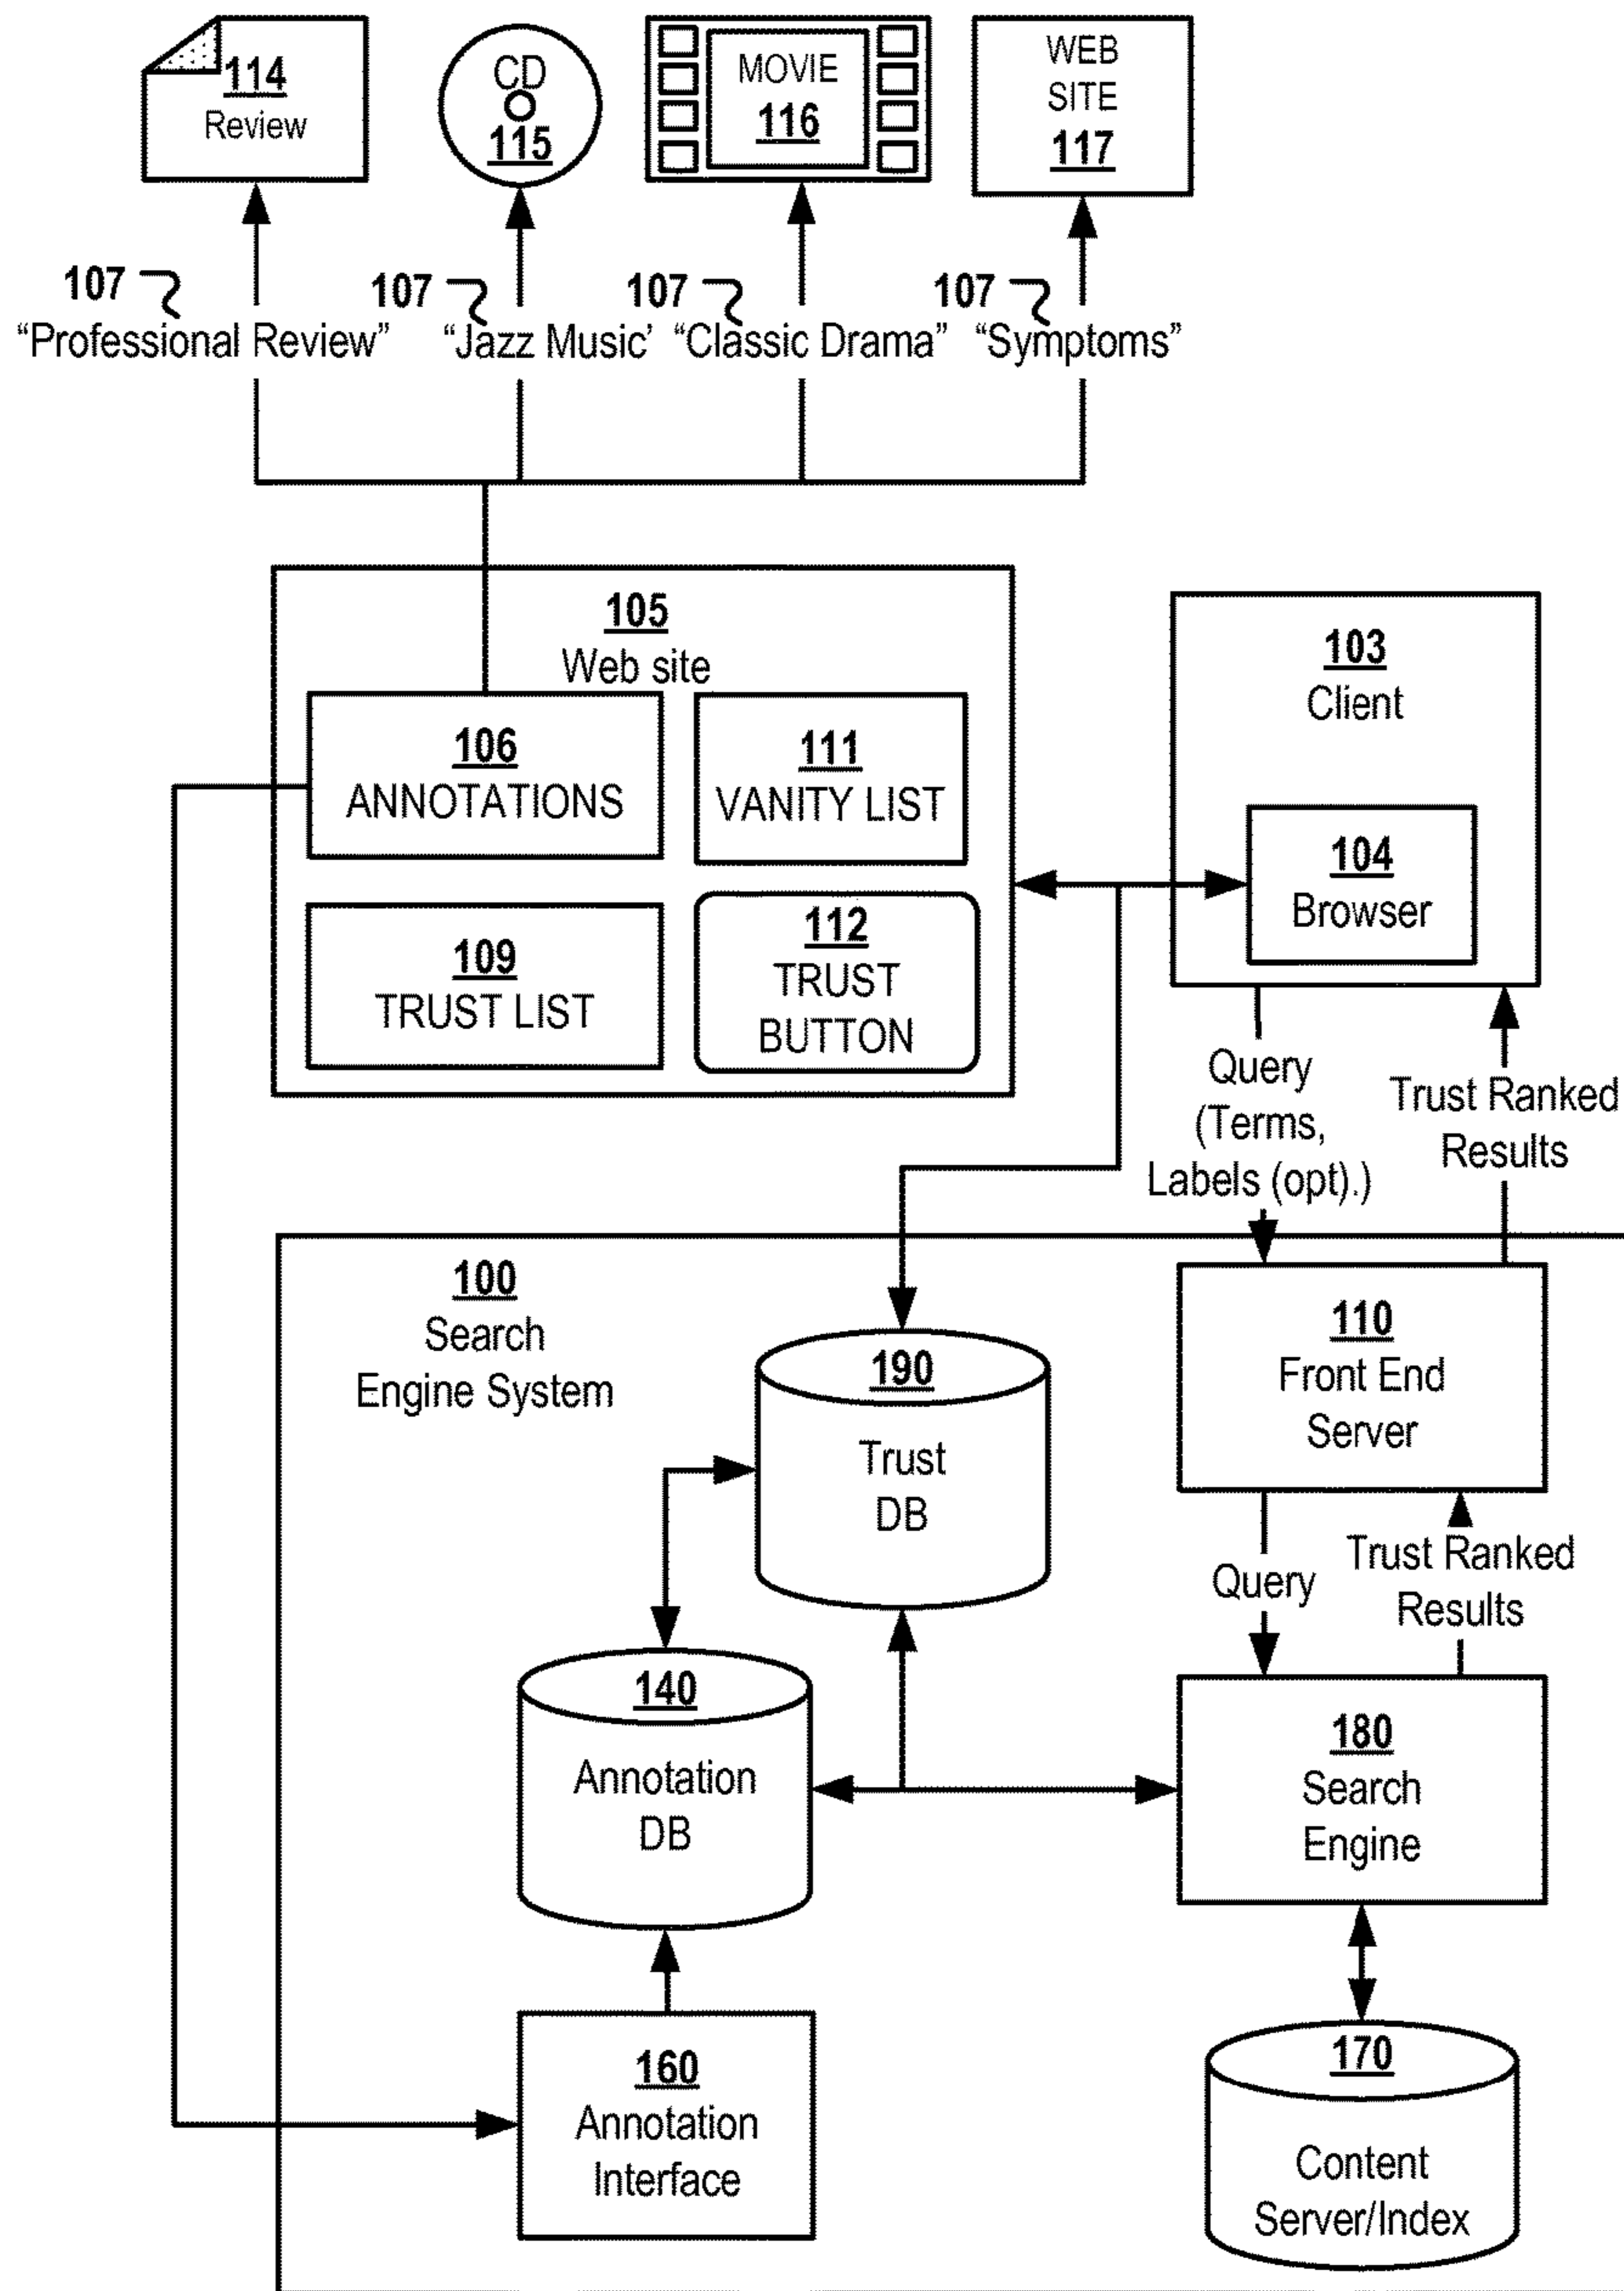 114
Review
CD
115
MOVIE
116
WEB
SITE
117
107
107
107
107
“Professional Review”
“Jazz Music’
“Classic Drama”
“Symptoms”
105
Web site
106
ANNOTATIONS
111
VANITY LIST
109
TRUST LIST
112
TRUST
BUTTON
103
Client
104
Browser
Query
(Terms,
Labels (opt).)
Trust Ranked
Results
100
Search
Engine System
190
Trust
DB
110
Front End
Server
Query
Trust Ranked
Results
140
Annotation
DB
180
Search
Engine
160
Annotation
Interface
170
Content
Server/Index